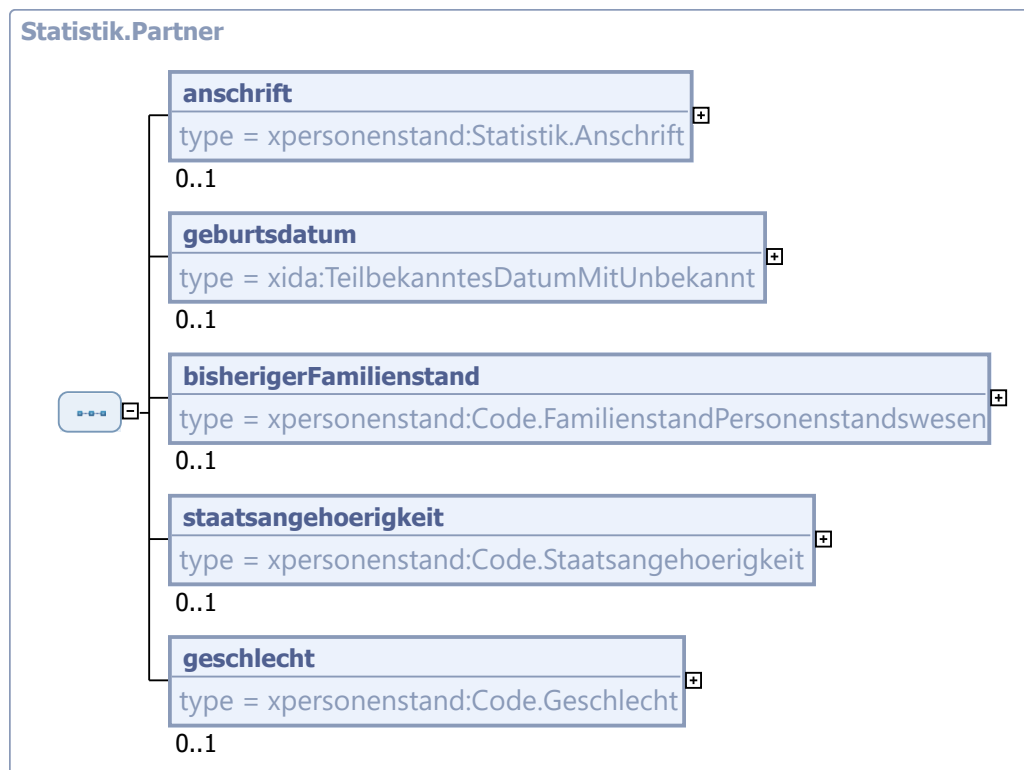 Statistik.Partner
anschrift
type = xpersonenstand:Statistik.Anschrift
0..1
geburtsdatum
type = xida:TeilbekanntesDatumMitUnbekannt
0..1
bisherigerFamilienstand
type = xpersonenstand:Code.FamilienstandPersonenstandswesen
0..1
staatsangehoerigkeit
type = xpersonenstand:Code.Staatsangehoerigkeit
0..1
geschlecht
type = xpersonenstand:Code.Geschlecht
0..1